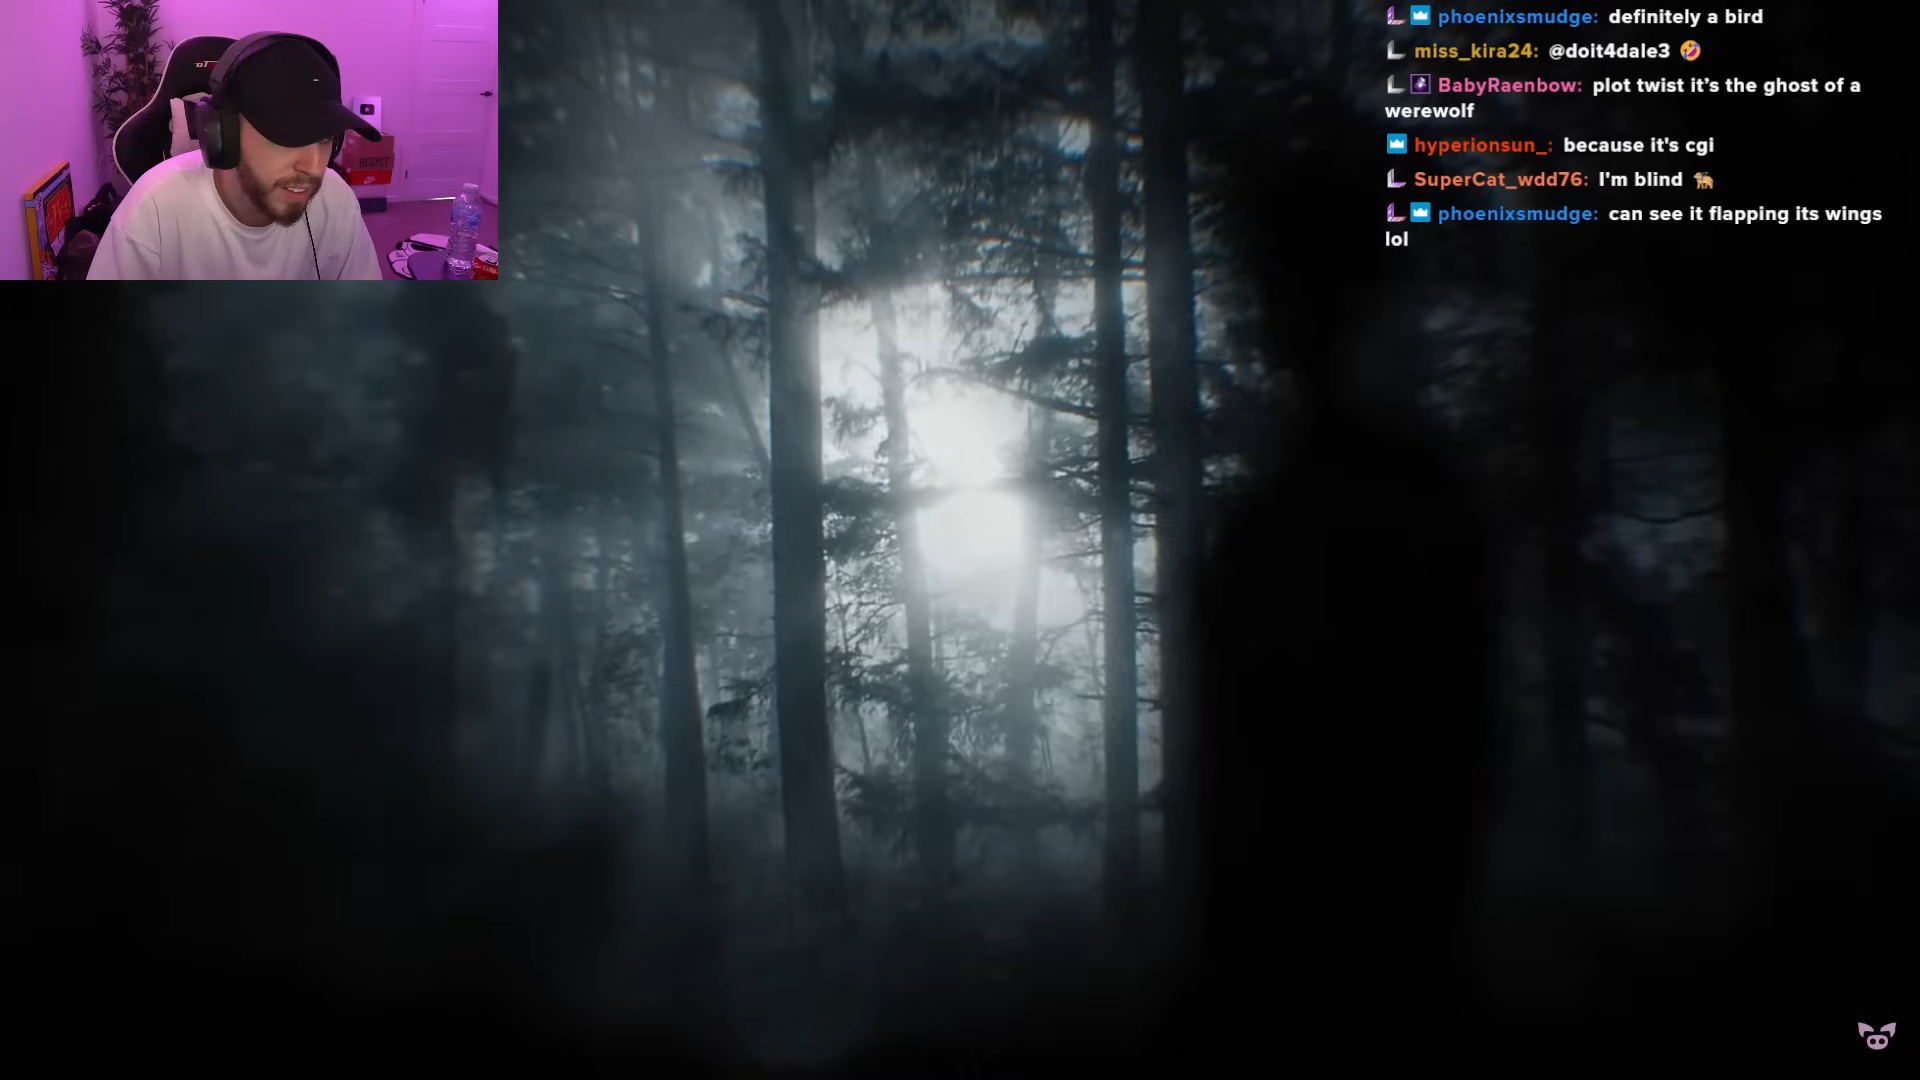 phoenixsmudge: definitely a bird
miss_kira24: @doit4dale3 🤣
BabyRaenbow: plot twist it's the ghost of a
werewolf
hyperionsun_: because it's cgi
SuperCat_wdd76: I'm blind 🐕‍🦺
phoenixsmudge: can see it flapping its wings
lol
BOOST